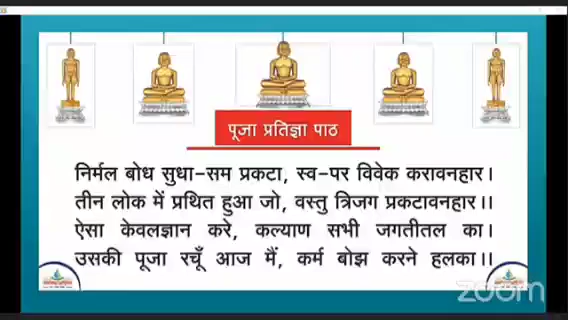 पूजा प्रतिज्ञा पाठ
निर्मल बोध सुधा-सम प्रकटा, स्व-पर विवेक करावनहार।
तीन लोक में प्रथित हुआ जो, वस्तु त्रिजग प्रकटावनहार।।
ऐसा केवलज्ञान करे, कल्याण सभी जगतीतल का।
उसकी पूजा रचूँ आज मैं, कर्म बोझ करने हलका।।
zoom